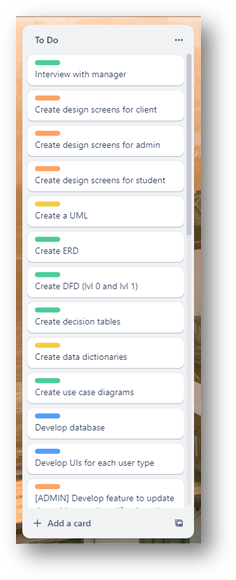 To Do
Interview with manager
Create design screens for client
Create design screens for admin
Create design screens for student
Create a UML
Create ERD
Create DFD (lvl 0 and lvl 1)
Create decision tables
Create data dictionaries
Create use case diagrams
Develop database
Develop UIs for each user type
[ADMIN] Develop feature to update
+ Add a card